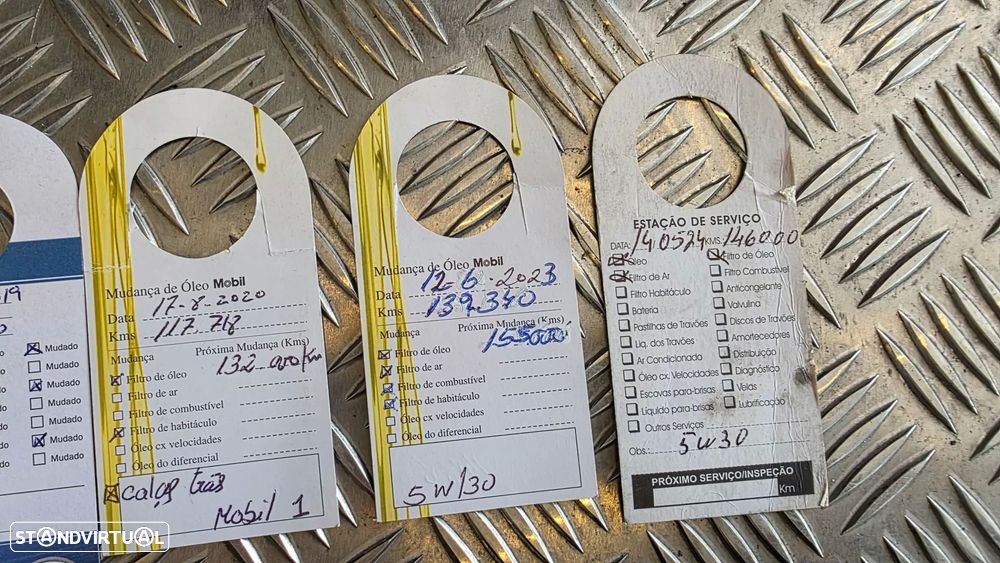 19
Mudado
Mudado
Mudado
Mudado
Mudado
Mudado
Mudado
Mudança de Óleo Mobil
Data 17-8-2020
Kms 117.718
Mudança Próxima Mudança (Kms)
132 000/Km
Filtro de óleo
Filtro de ar
Filtro de combustível
Filtro de habitáculo
Óleo cx velocidades
Óleo do diferencial
Mobil 1
Mudança de Óleo Mobil
Data 12-6-2023
Kms 139.340
Mudança Próxima Mudança (Kms)
155000
Filtro de óleo
Filtro de ar
Filtro de combustível
Filtro de habitáculo
Óleo cx velocidades
Óleo do diferencial
5W/30
ESTAÇÃO DE SERVIÇO
DATA: 140524 KMS: 146000
Óleo Filtro de Óleo
Filtro de Ar Filtro Combustível
Filtro Habitáculo Anticongelante
Bateria Valvulina
Pastilhas de Travões Discos de Travões
Liq. dos Travões Amortecedores
Ar Condicionado Distribuição
Óleo cx. Velocidades Diagnóstico
Escovas para-brisas Velas
Líquido para-brisas Lubrificação
Outros Serviços
Obs.: 5W30
PRÓXIMO SERVIÇO/INSPEÇÃO
Km
STANDVIRTUAL